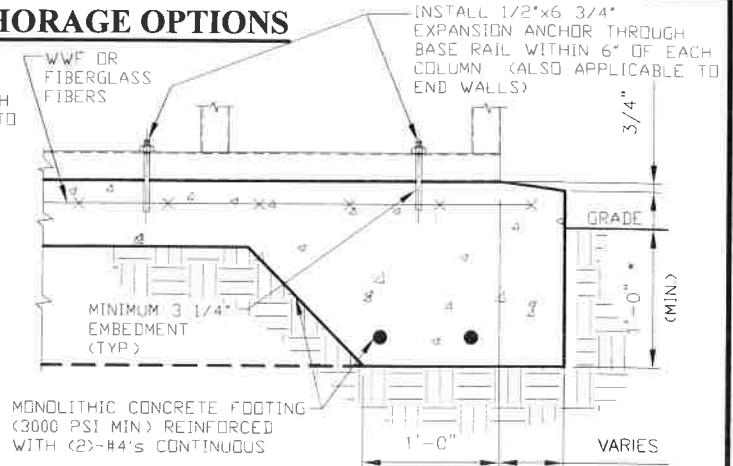 HORAGE OPTIONS
WWF OR
FIBERGLASS
FIBERS
H
TO
INSTALL 1/2"x6 3/4"
EXPANSION ANCHOR THROUGH
BASE RAIL WITHIN 6" OF EACH
COLUMN (ALSO APPLICABLE TO
END WALLS)
3/4"
GRADE
1'-0" *
(MIN.)
MINIMUM 3 1/4"
EMBEDMENT
(TYP)
MONOLITHIC CONCRETE FOOTING
(3000 PSI MIN) REINFORCED
WITH (2)-#4's CONTINUOUS
1'-0"
VARIES